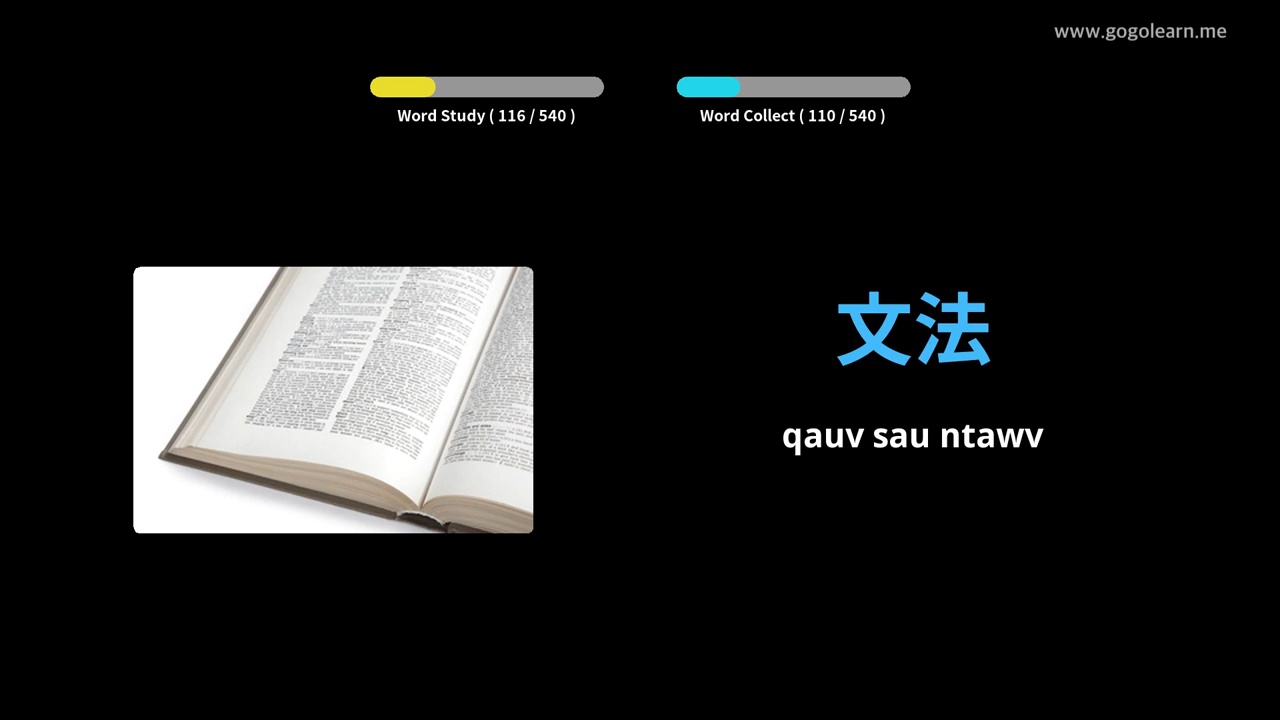 www.gogolearn.me
Word Study ( 116 / 540 )
Word Collect ( 110 / 540 )
文法
qauv sau ntawv